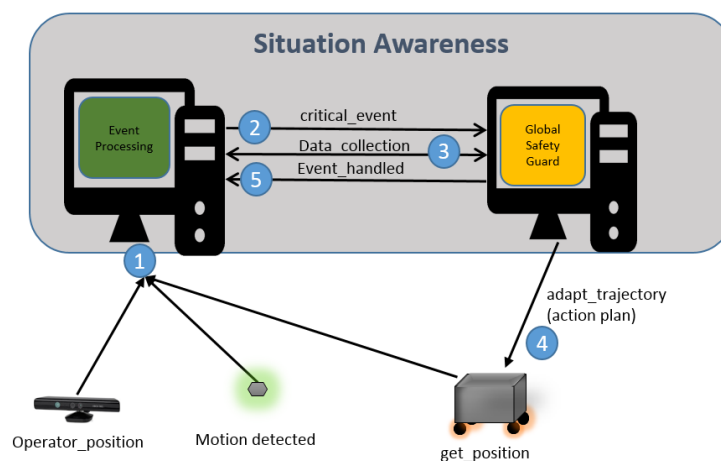 Situation Awareness
Event
Processing
2
critical_event
Data_collection
3
5
Event_handled
Global
Safety
Guard
1
adapt_trajectory
(action plan)
4
Operator_position
Motion detected
get_position